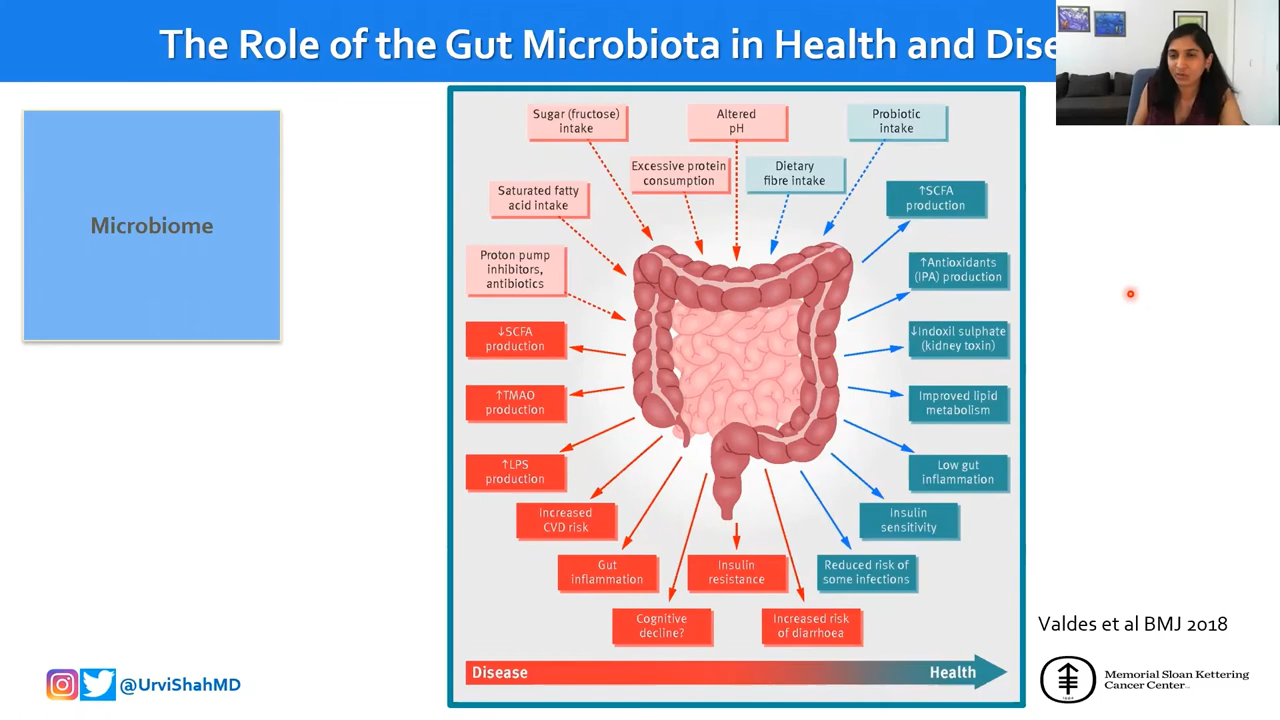 The Role of the Gut Microbiota in Health and Dise
Microbiome
Sugar (fructose)
intake
Altered
pH
Probiotic
intake
Excessive protein
consumption
Dietary
fibre intake
Saturated fatty
acid intake
↑SCFA
production
Proton pump
inhibitors,
antibiotics
↑Antioxidants
(IPA) production
↓SCFA
production
↓Indoxil sulphate
(kidney toxin)
↑TMAO
production
Improved lipid
metabolism
↑LPS
production
Low gut
inflammation
Increased
CVD risk
Insulin
sensitivity
Gut
inflammation
Insulin
resistance
Reduced risk of
some infections
Cognitive
decline?
Increased risk
of diarrhoea
Disease
Health
Valdes et al BMJ 2018
@UrviShahMD
Memorial Sloan Kettering
Cancer Center